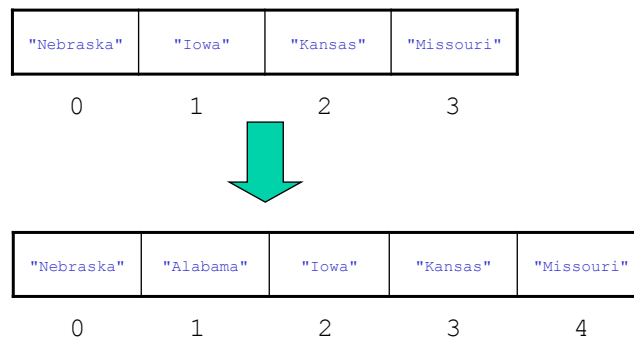 "Nebraska" "Iowa" "Kansas" "Missouri"
0 1 2 3
"Nebraska" "Alabama" "Iowa" "Kansas" "Missouri"
0 1 2 3 4